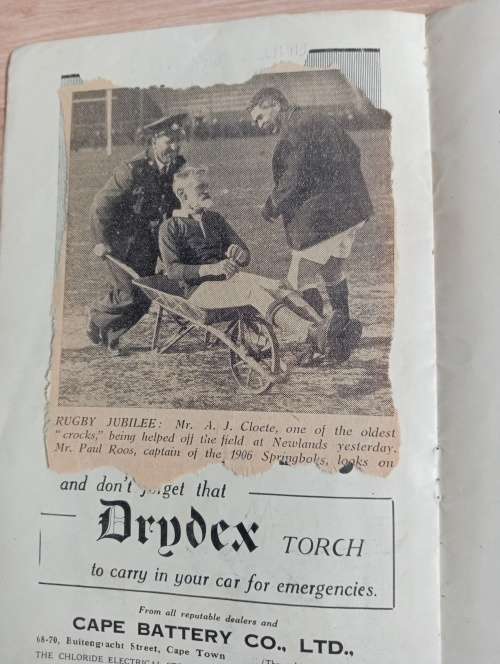 RUGBY JUBILEE: Mr. A. J. Cloete, one of the oldest
"crocks," being helped off the field at Newlands yesterday.
Mr. Paul Roos, captain of the 1906 Springboks, looks on
and don't forget that
Drydex TORCH
to carry in your car for emergencies.
From all reputable dealers and
CAPE BATTERY CO., LTD.,
68-70, Buitengracht Street, Cape Town
THE CHLORIDE ELECTRICAL